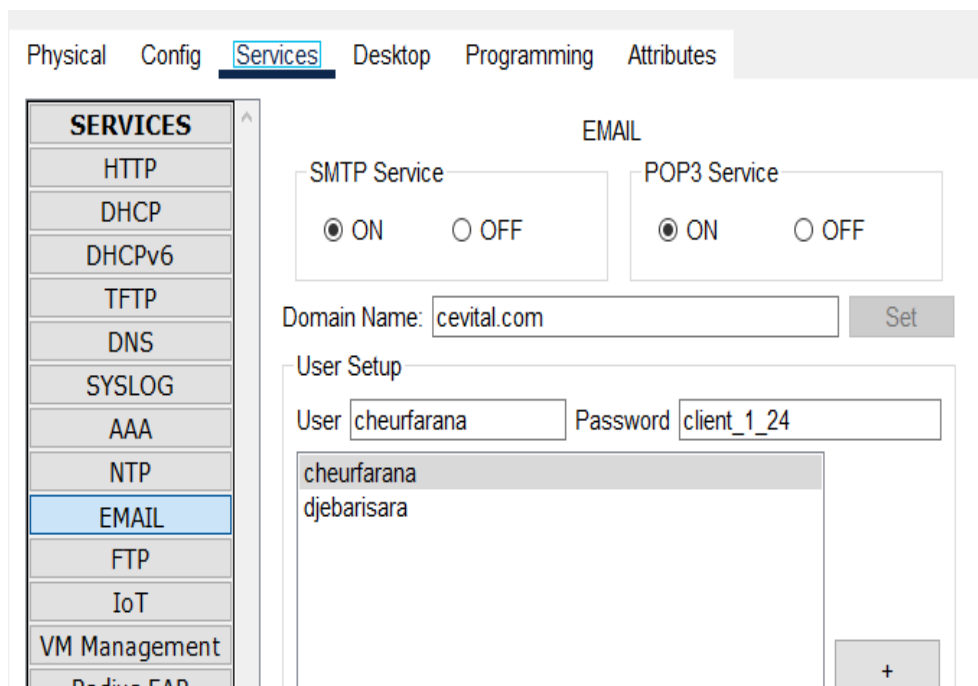 Physical Config Services Desktop Programming Attributes
SERVICES
HTTP
DHCP
DHCPv6
TFTP
DNS
SYSLOG
AAA
NTP
EMAIL
FTP
IoT
VM Management
Radius EAP
EMAIL
SMTP Service POP3 Service
ON OFF ON OFF
Domain Name: cevital.com Set
User Setup
User cheurfarana Password client_1_24
cheurfarana
djebarisara
+